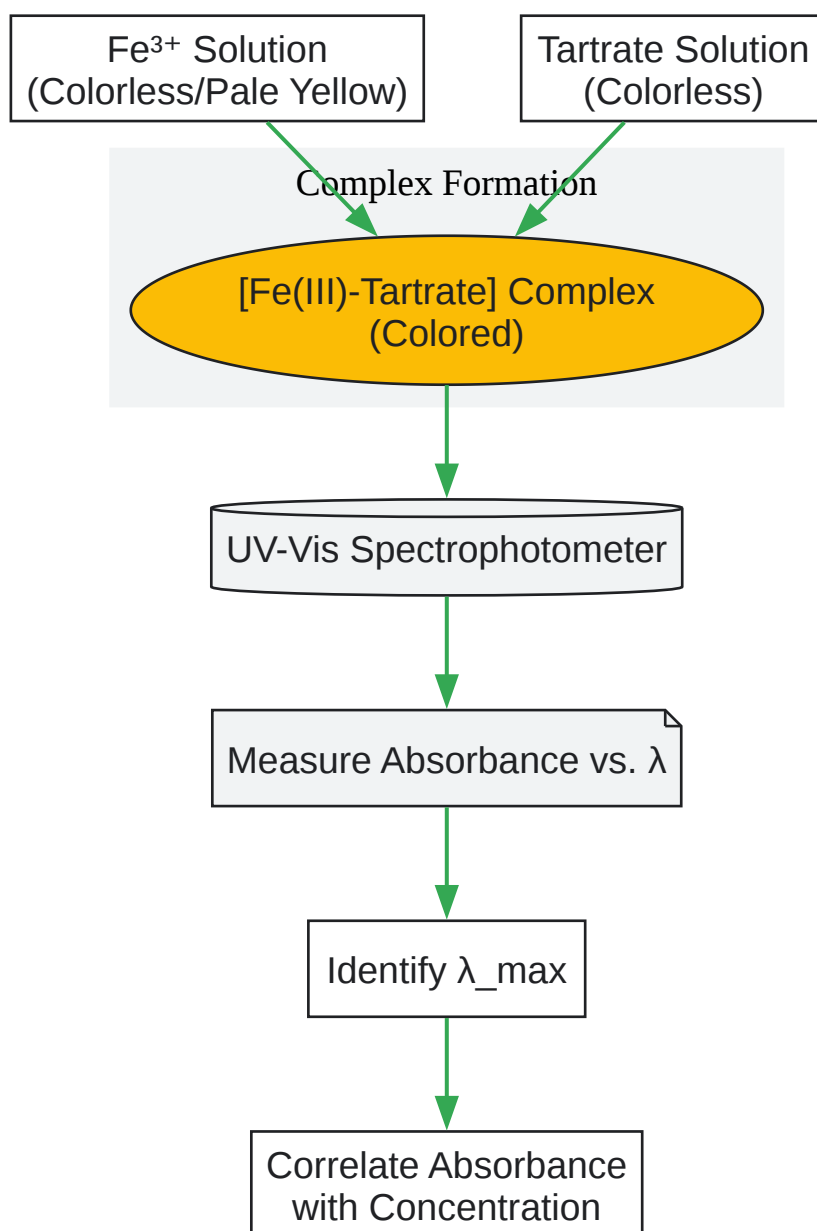 Fe³⁺ Solution
(Colorless/Pale Yellow)
Tartrate Solution
(Colorless)
Complex Formation
[Fe(III)-Tartrate] Complex
(Colored)
UV-Vis Spectrophotometer
Measure Absorbance vs. λ
Identify λ_max
Correlate Absorbance
with Concentration